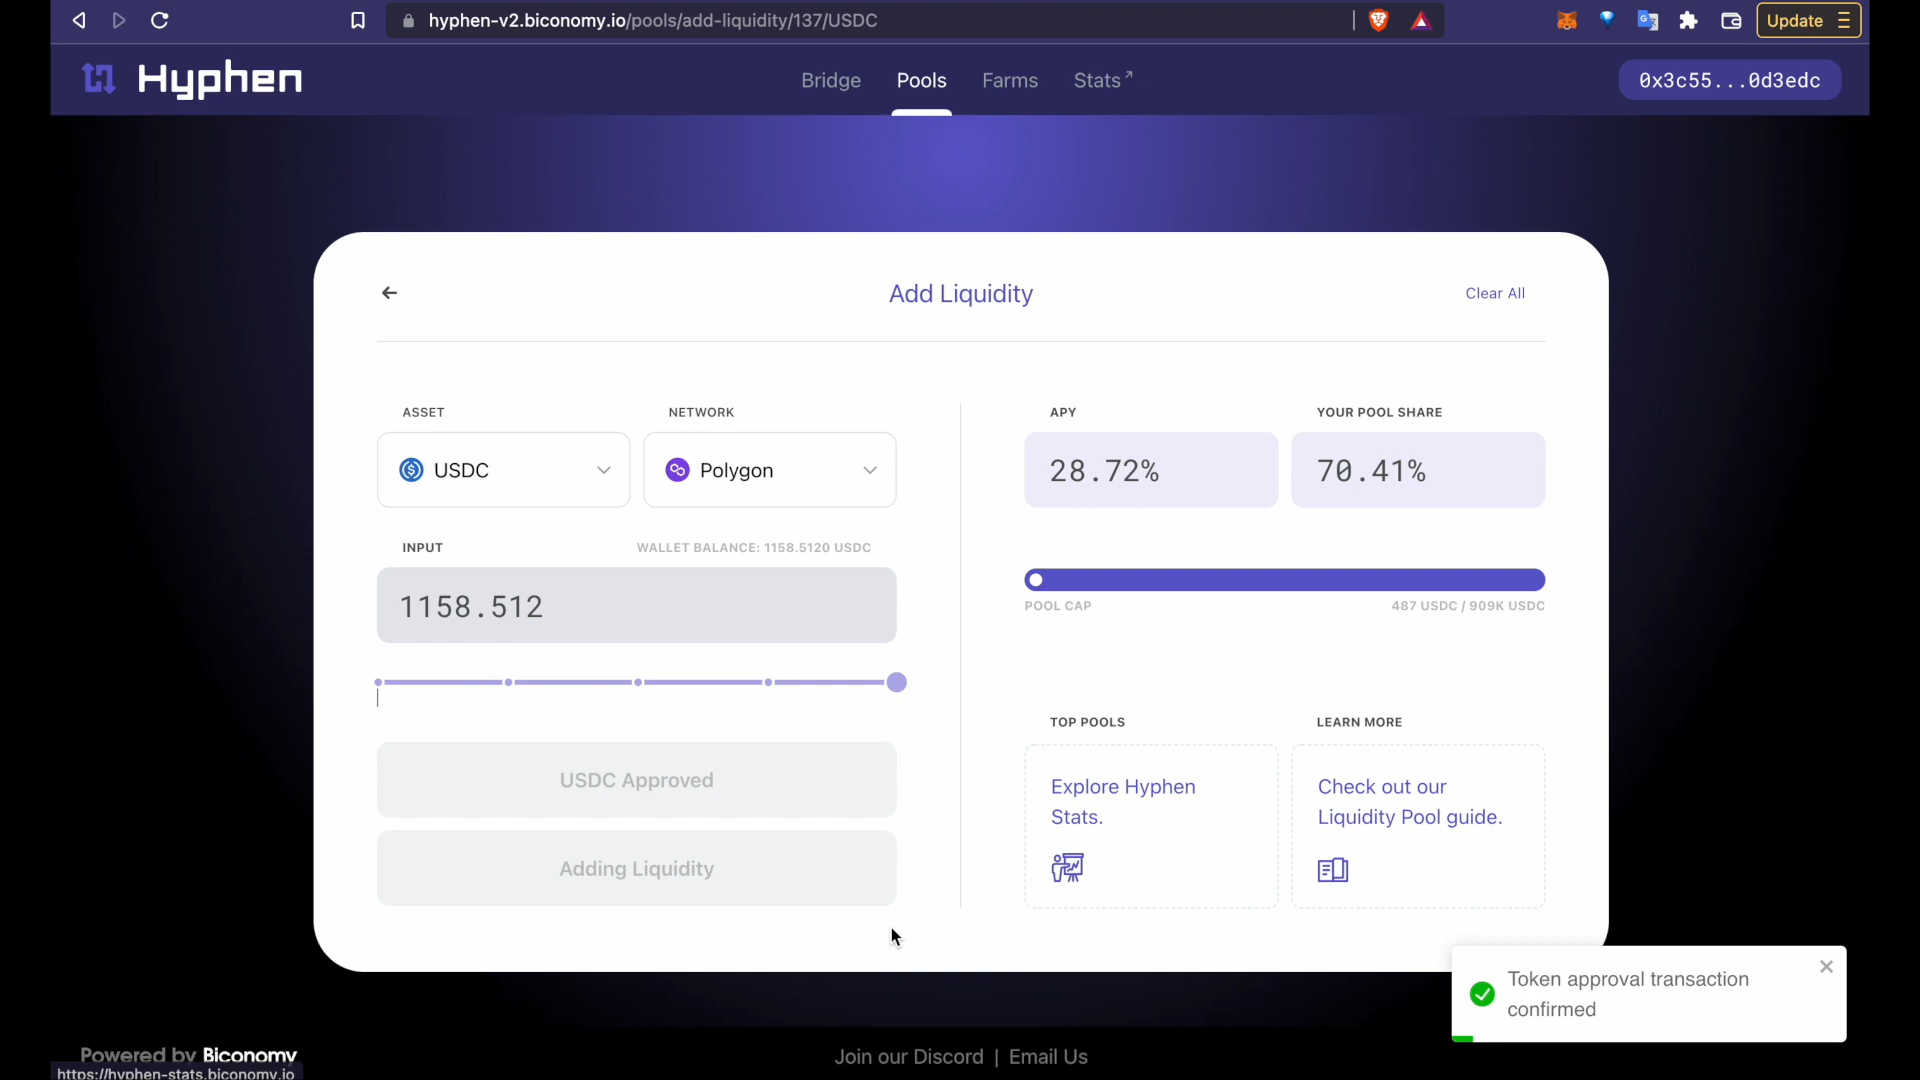 hyphen-v2.biconomy.io/pools/add-liquidity/137/USDC
Update
Hyphen
Bridge
Pools
Farms
Stats↗
0x3c55...0d3edc
Add Liquidity
Clear All
ASSET
NETWORK
USDC
Polygon
INPUT
WALLET BALANCE: 1158.5120 USDC
1158.512
USDC Approved
Adding Liquidity
APY
YOUR POOL SHARE
28.72%
70.41%
POOL CAP
487 USDC / 909K USDC
TOP POOLS
LEARN MORE
Explore Hyphen
Stats.
Check out our
Liquidity Pool guide.
Token approval transaction
confirmed
Powered by Biconomy
Join our Discord | Email Us
https://hyphen-stats.biconomy.io